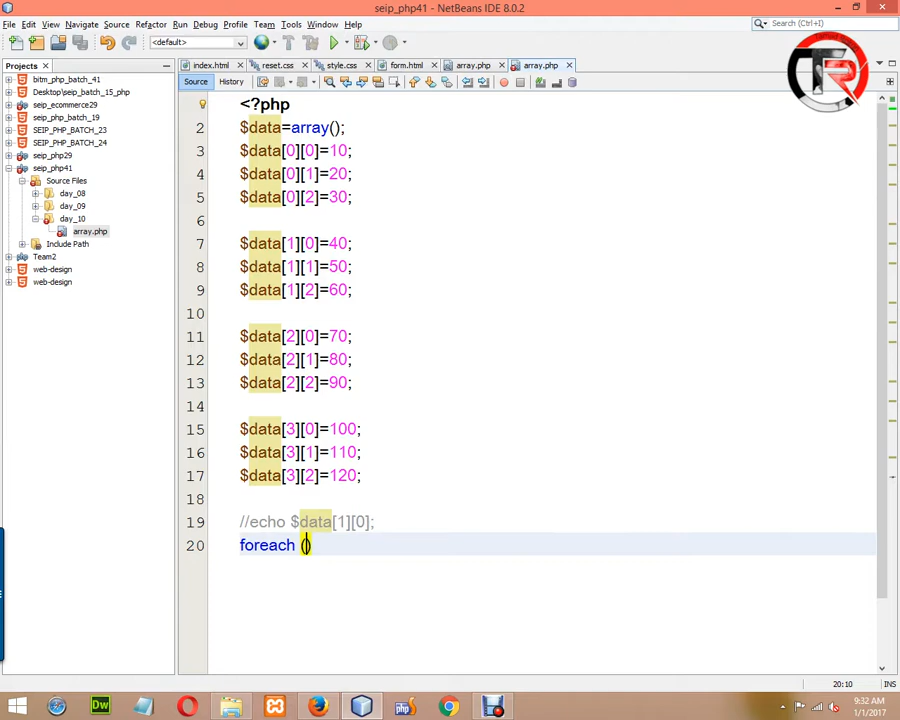 seip_php41 - NetBeans IDE 8.0.2
File Edit View Navigate Source Refactor Run Debug Profile Team Tools Window Help
Search (Ctrl+I)
<default>
Projects
index.html
reset.css
style.css
form.html
array.php
array.php
Source
History
bitm_php_batch_41
Desktop\seip_batch_15_php
seip_ecommerce29
seip_php_batch_19
SEIP_PHP_BATCH_23
SEIP_PHP_BATCH_24
seip_php29
seip_php41
Source Files
day_08
day_09
day_10
array.php
Include Path
Team2
web-design
web-design
<?php
2 $data=array();
3 $data[0][0]=10;
4 $data[0][1]=20;
5 $data[0][2]=30;
6
7 $data[1][0]=40;
8 $data[1][1]=50;
9 $data[1][2]=60;
10
11 $data[2][0]=70;
12 $data[2][1]=80;
13 $data[2][2]=90;
14
15 $data[3][0]=100;
16 $data[3][1]=110;
17 $data[3][2]=120;
18
19 //echo $data[1][0];
20 foreach ()
TR
20:10
INS
Dw
php
9:32 AM
1/1/2017